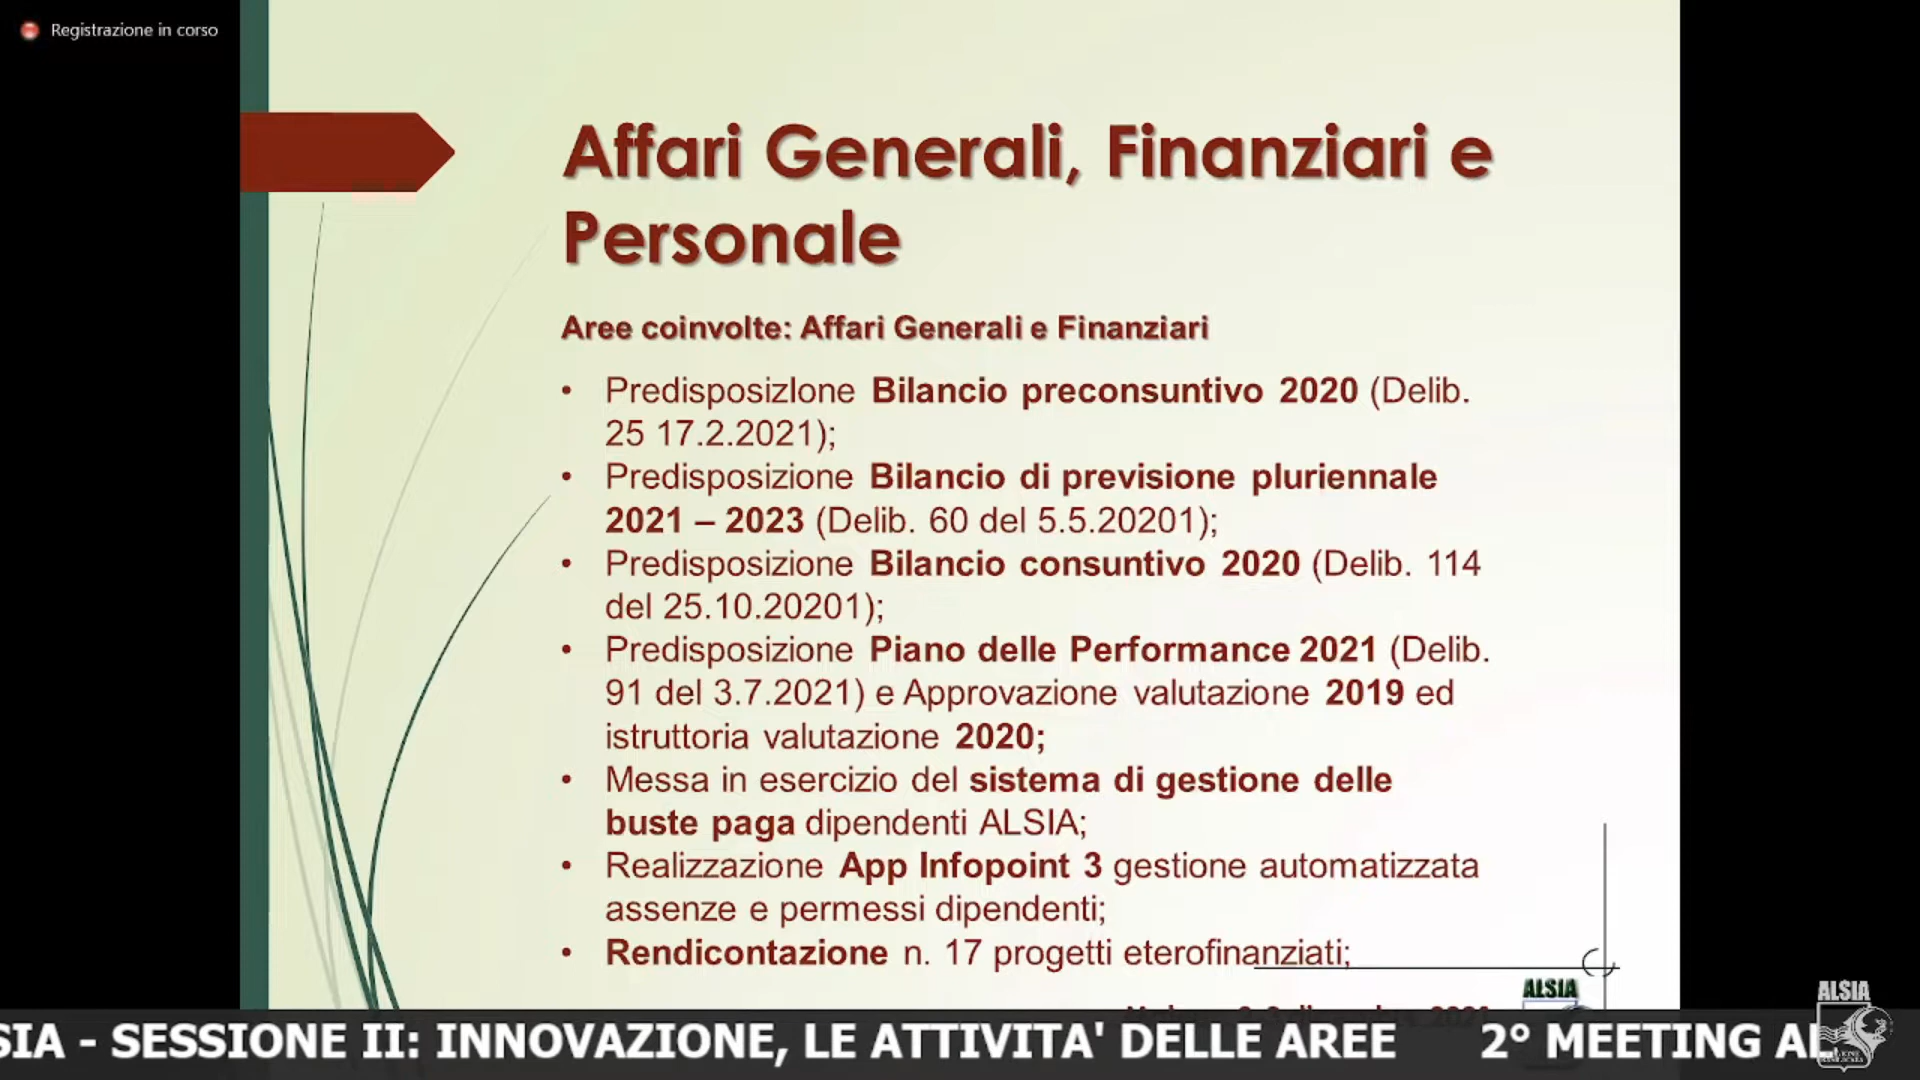 Registrazione in corso
Affari Generali, Finanziari e
Personale
Aree coinvolte: Affari Generali e Finanziari
• PredisposizIone Bilancio preconsuntivo 2020 (Delib.
25 17.2.2021);
• Predisposizione Bilancio di previsione pluriennale
2021 – 2023 (Delib. 60 del 5.5.20201);
• Predisposizione Bilancio consuntivo 2020 (Delib. 114
del 25.10.20201);
• Predisposizione Piano delle Performance 2021 (Delib.
91 del 3.7.2021) e Approvazione valutazione 2019 ed
istruttoria valutazione 2020;
• Messa in esercizio del sistema di gestione delle
buste paga dipendenti ALSIA;
• Realizzazione App Infopoint 3 gestione automatizzata
assenze e permessi dipendenti;
• Rendicontazione n. 17 progetti eterofinanziati;
ALSIA
ALSIA
SIA - SESSIONE II: INNOVAZIONE, LE ATTIVITA' DELLE AREE 2° MEETING AL